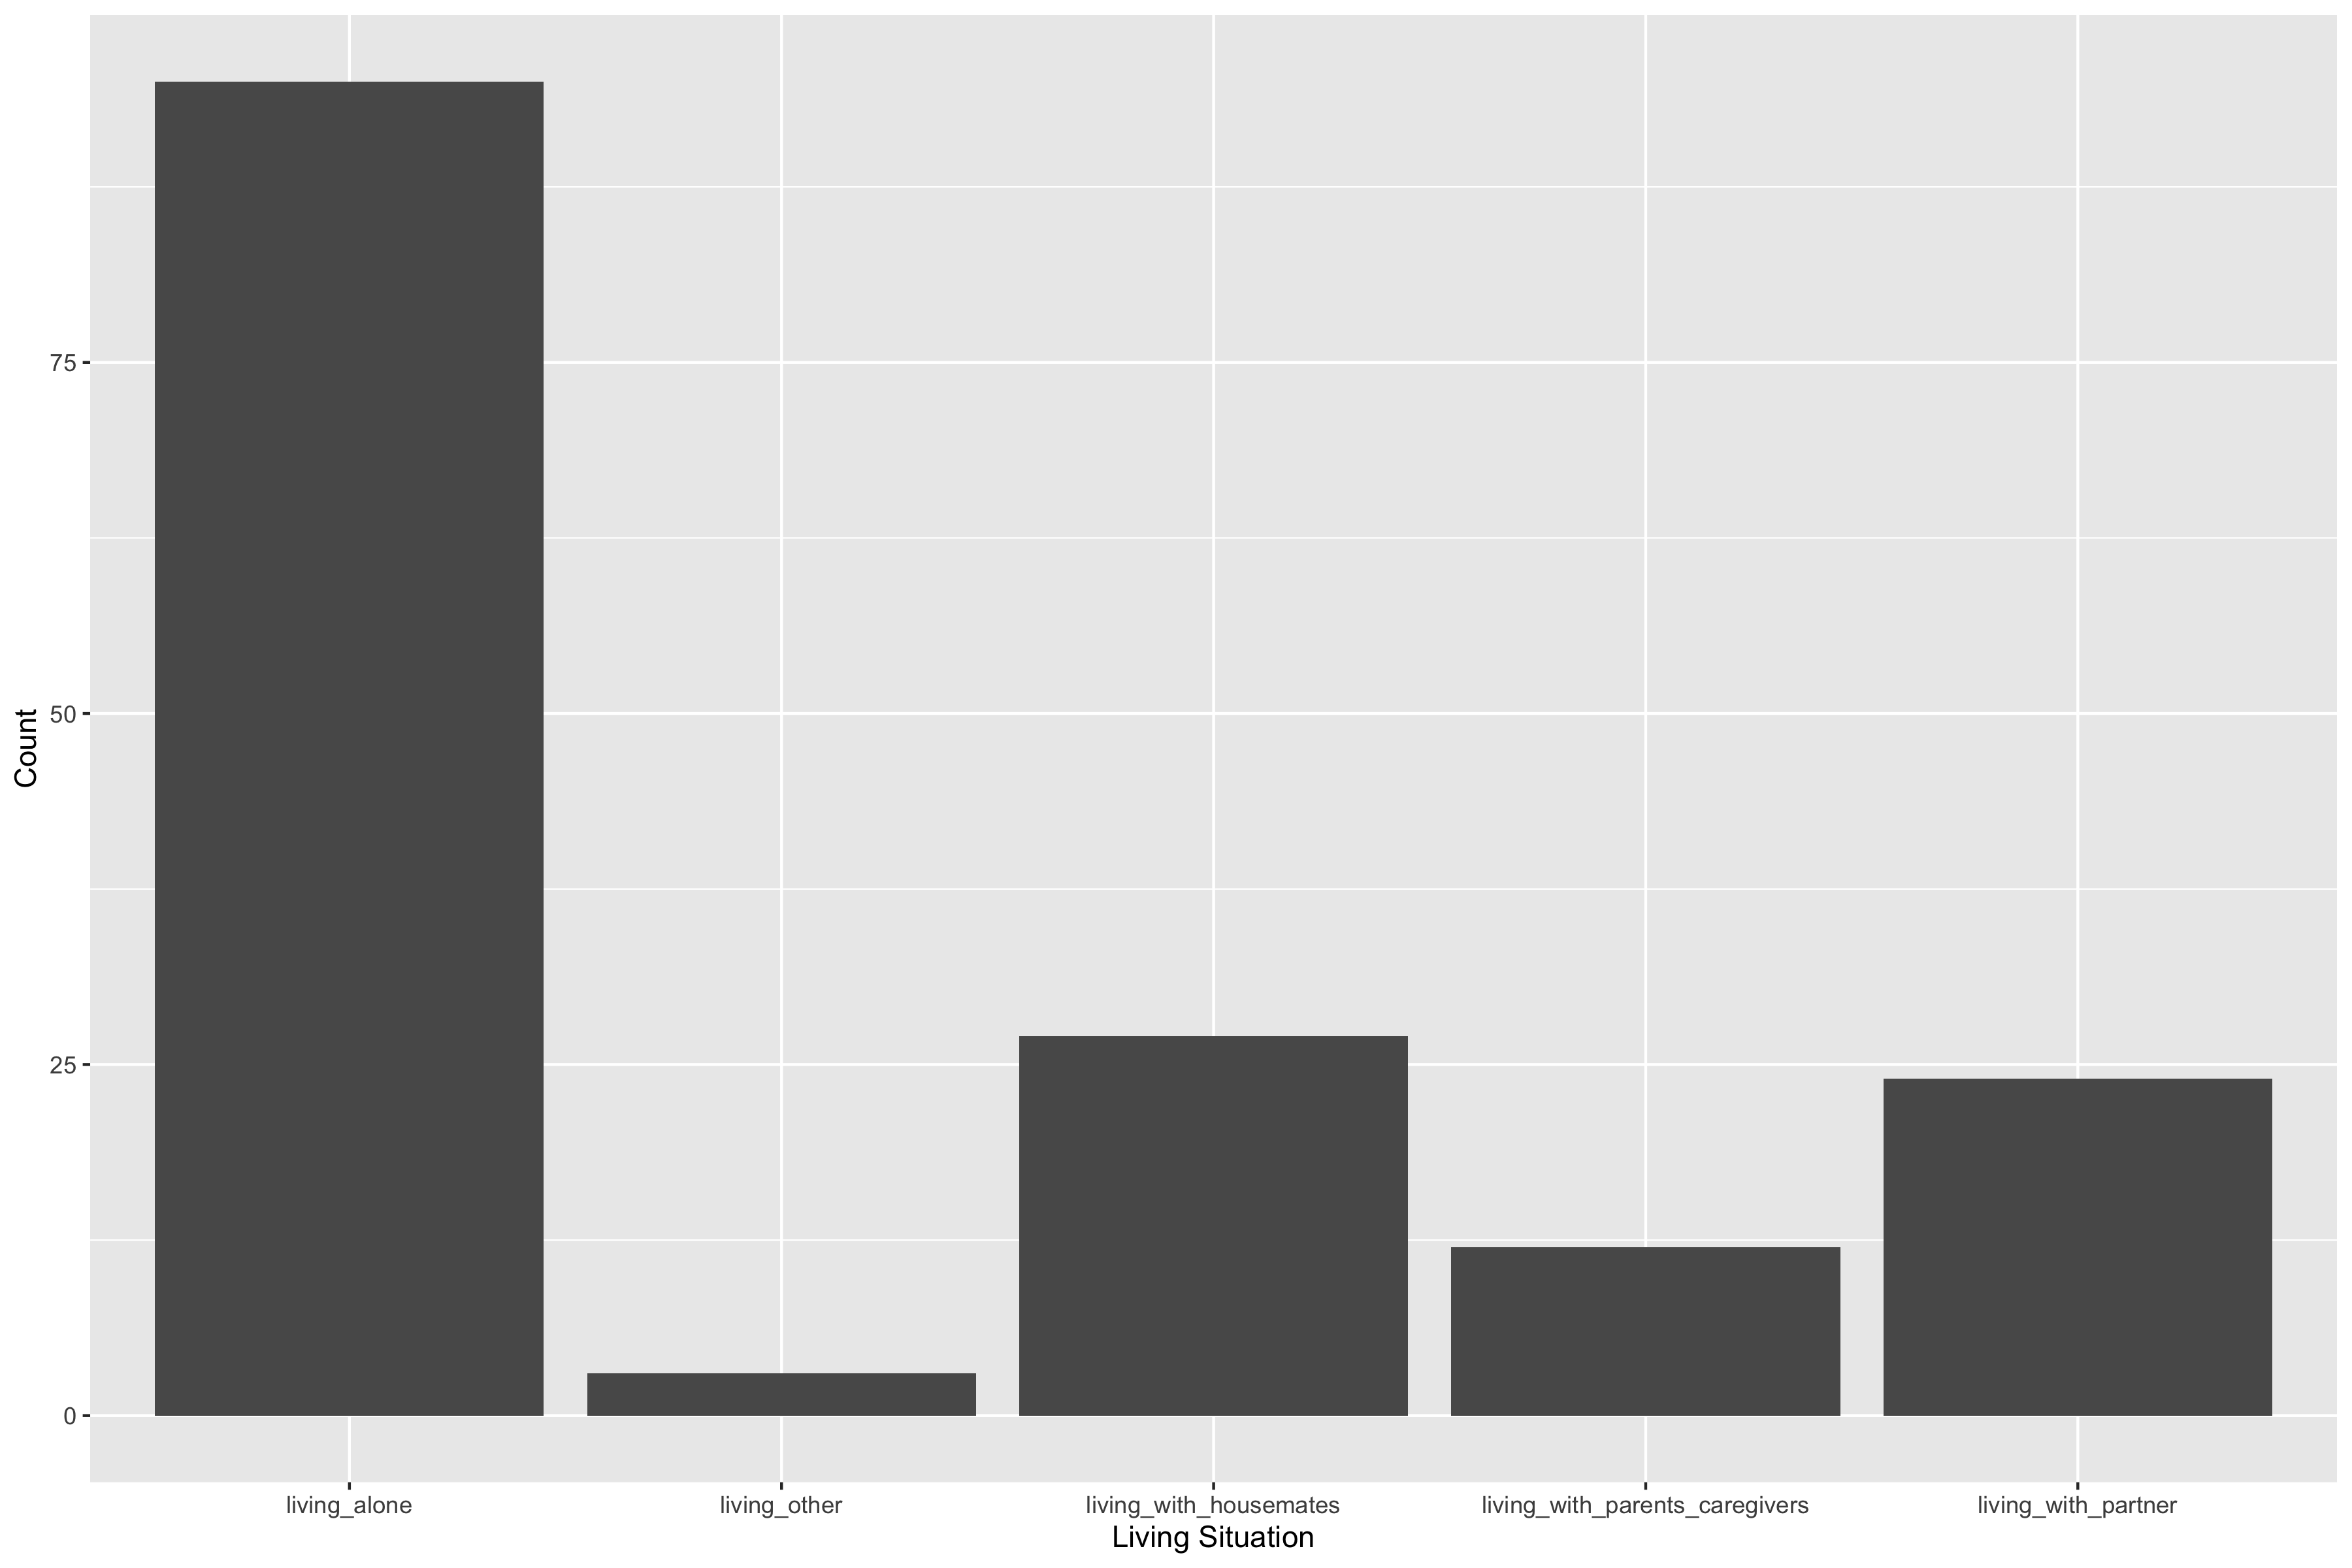 Count
75
50
25
0
living_alone living_other living_with_housemates living_with_parents_caregivers living_with_partner
Living Situation